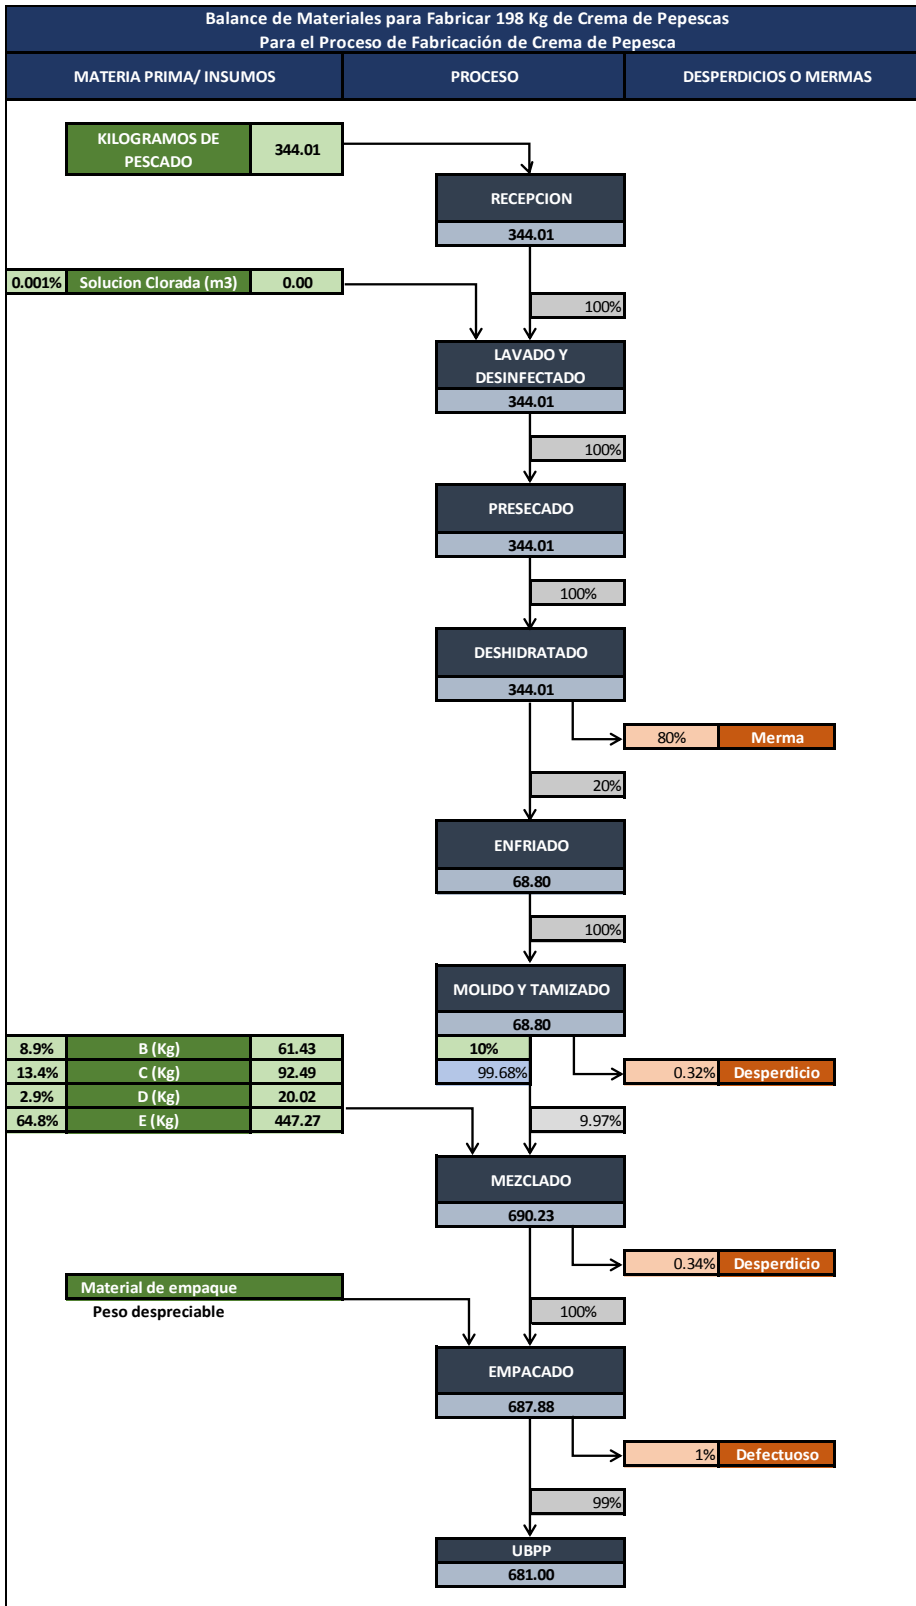 Balance de Materiales para Fabricar 198 Kg de Crema de Pepescas
Para el Proceso de Fabricación de Crema de Pepesca
MATERIA PRIMA/ INSUMOS PROCESO DESPERDICIOS O MERMAS
KILOGRAMOS DE
PESCADO
344.01
RECEPCION
344.01
0.001% Solucion Clorada (m3) 0.00
100%
LAVADO Y
DESINFECTADO
344.01
100%
PRESECADO
344.01
100%
DESHIDRATADO
344.01
80% Merma
20%
ENFRIADO
68.80
100%
MOLIDO Y TAMIZADO
68.80
8.9% B (Kg) 61.43 10%
13.4% C (Kg) 92.49 99.68% 0.32% Desperdicio
2.9% D (Kg) 20.02
64.8% E (Kg) 447.27 9.97%
MEZCLADO
690.23
0.34% Desperdicio
Material de empaque
Peso despreciable 100%
EMPACADO
687.88
1% Defectuoso
99%
UBPP
681.00